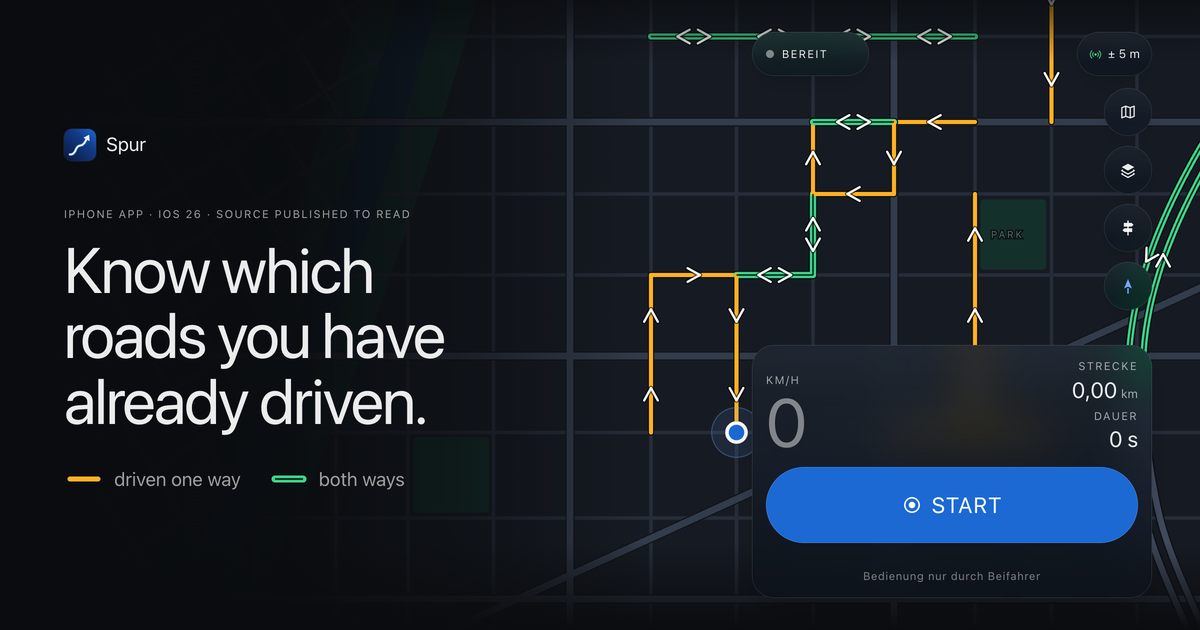 Spur
IPHONE APP · IOS 26 · SOURCE PUBLISHED TO READ
Know which
roads you have
already driven.
driven one way
both ways
BEREIT
± 5 m
PARK
KM/H
0
STRECKE
0,00 km
DAUER
0 s
START
Bedienung nur durch Beifahrer